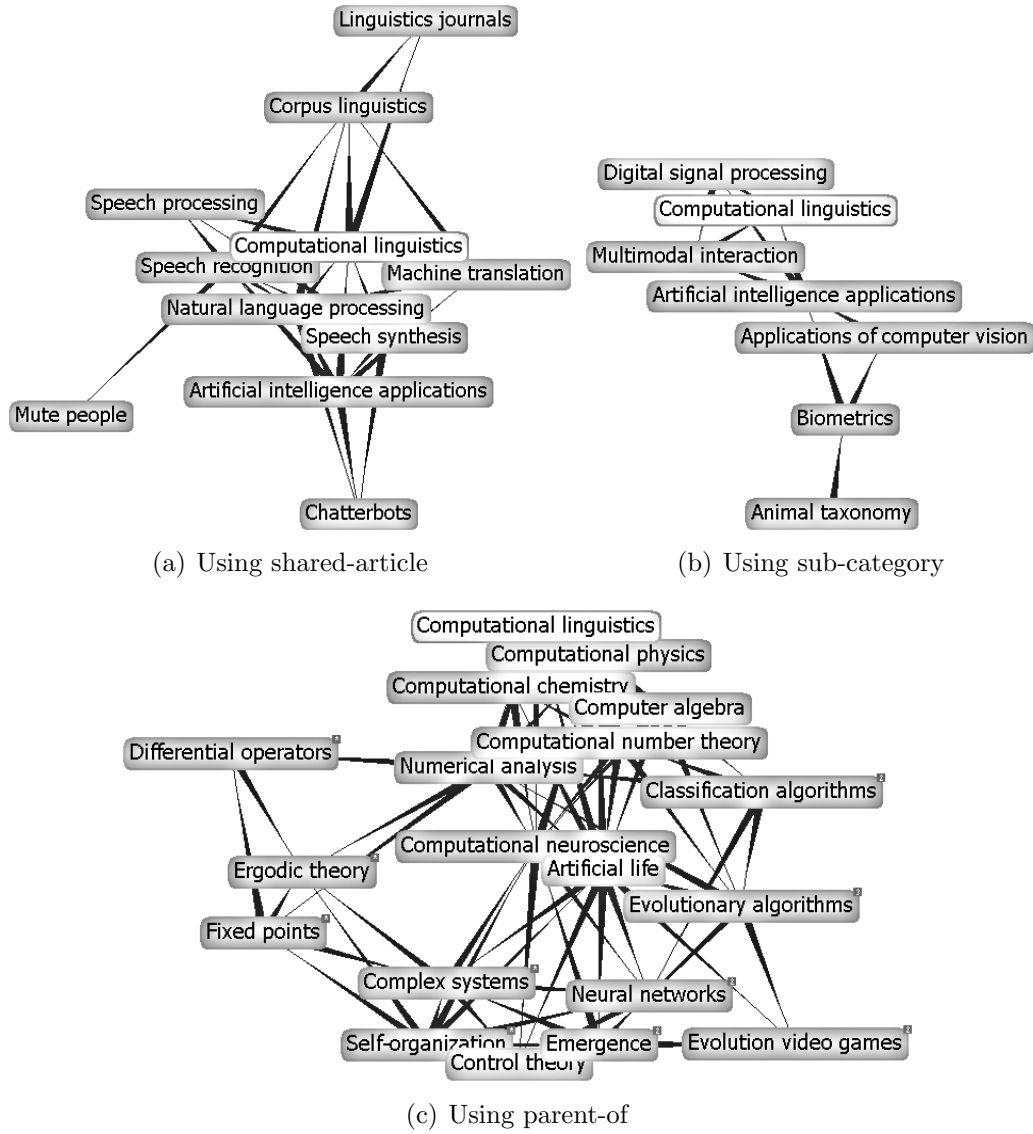 Linguistics journals
Corpus linguistics
Speech processing
Computational linguistics
Speech recognition
Machine translation
Natural language processing
Speech synthesis
Artificial intelligence applications
Mute people
Chatterbots
(a) Using shared-article
Digital signal processing
Computational linguistics
Multimodal interaction
Artificial intelligence applications
Applications of computer vision
Biometrics
Animal taxonomy
(b) Using sub-category
Computational linguistics
Computational physics
Computational chemistry
Computer algebra
Differential operators
Computational number theory
Numerical analysis
Classification algorithms
Computational neuroscience
Ergodic theory
Artificial life
Evolutionary algorithms
Fixed points
Complex systems
Neural networks
Self-organization
Emergence
Evolution video games
Control theory
(c) Using parent-of